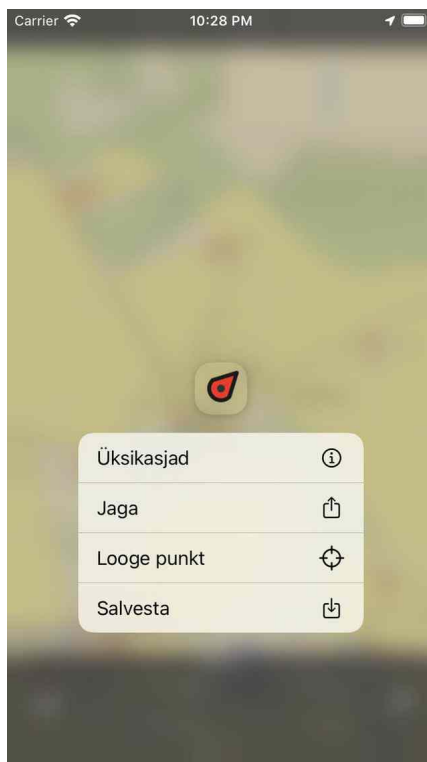 Carrier 10:28 PM
Üksikasjad
Jaga
Looge punkt
Salvesta